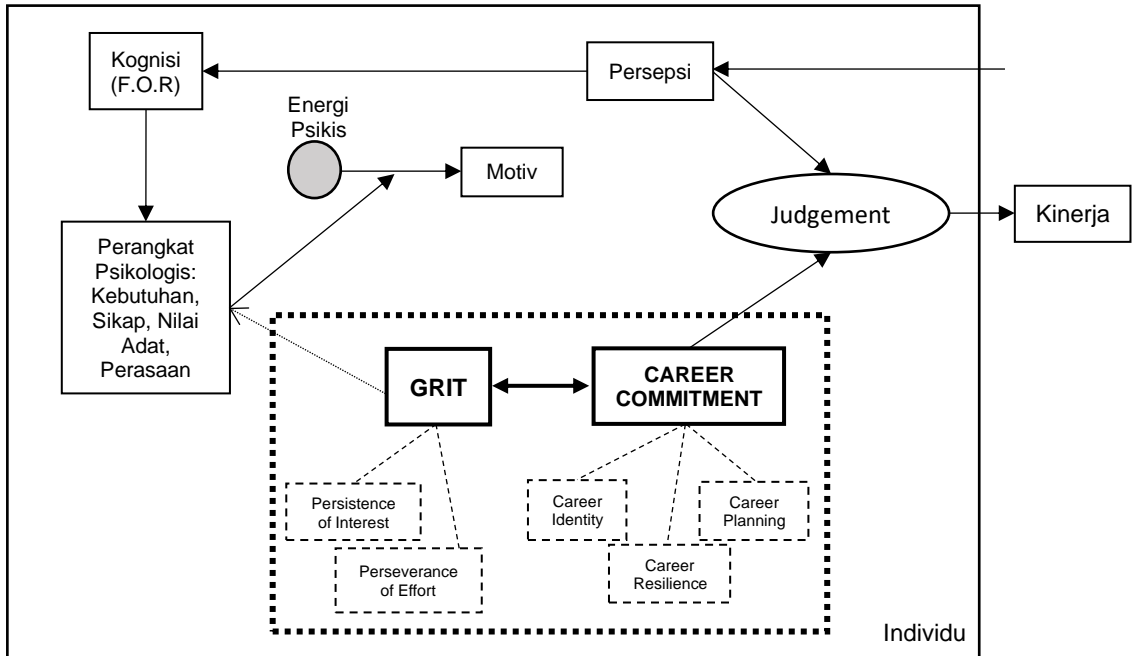 Kognisi
(F.O.R)
Persepsi
Energi
Psikis
Motiv
Judgement
Kinerja
Perangkat
Psikologis:
Kebutuhan,
Sikap, Nilai
Adat,
Perasaan
GRIT
CAREER
COMMITMENT
Persistence
of Interest
Perseverance
of Effort
Career
Identity
Career
Resilience
Career
Planning
Individu